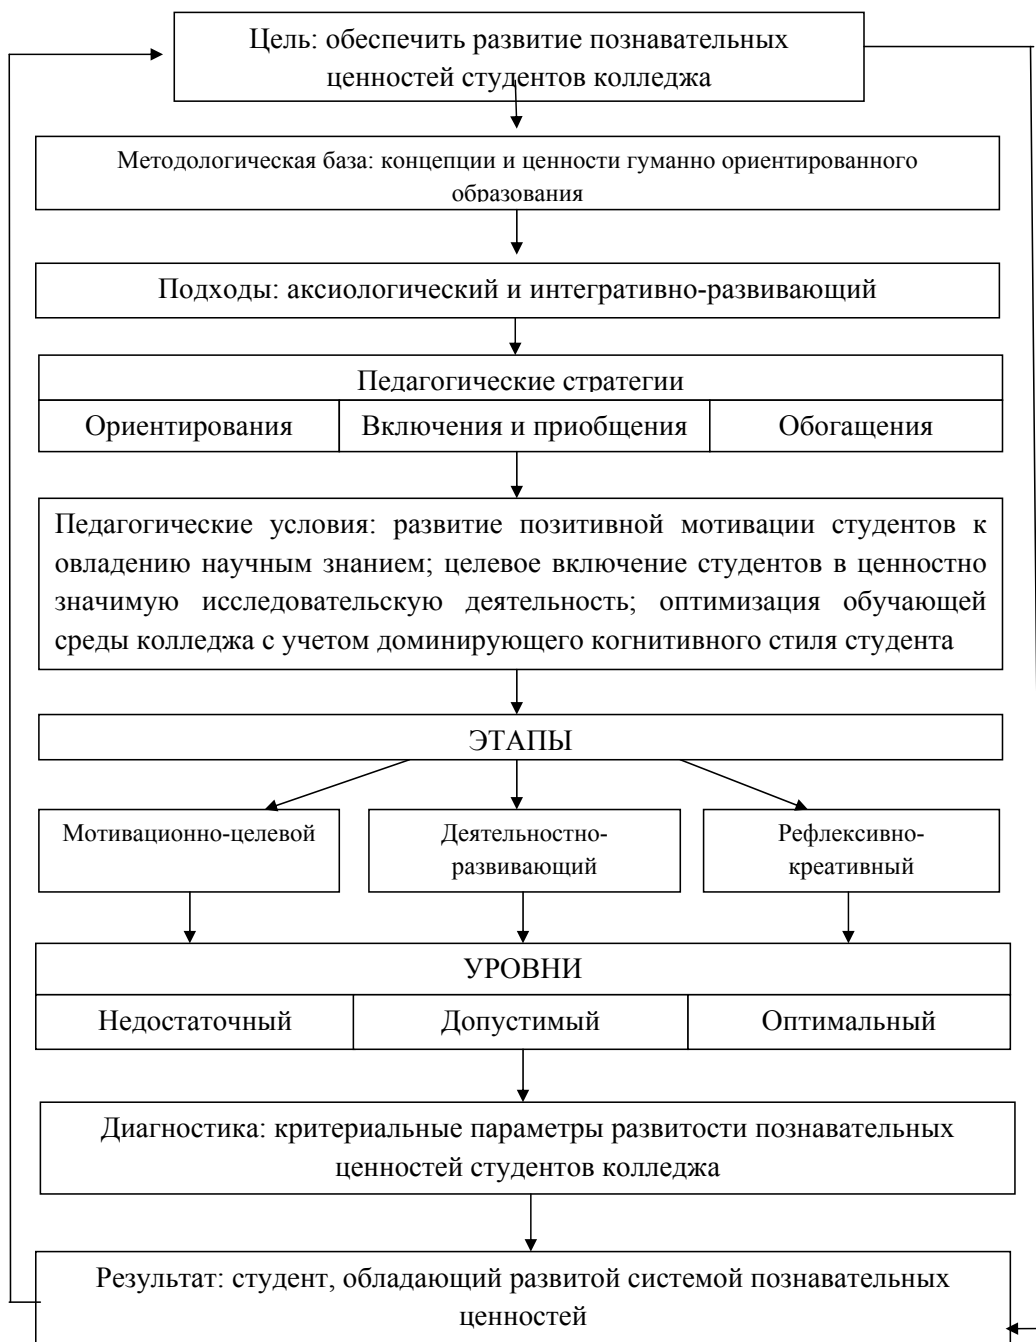 Цель: обеспечить развитие познавательных
ценностей студентов колледжа
Методологическая база: концепции и ценности гуманно ориентированного
образования
Подходы: аксиологический и интегративно-развивающий
Педагогические стратегии
Ориентирования
Включения и приобщения
Обогащения
Педагогические условия: развитие позитивной мотивации студентов к
овладению научным знанием; целевое включение студентов в ценностно
значимую исследовательскую деятельность; оптимизация обучающей
среды колледжа с учетом доминирующего когнитивного стиля студента
ЭТАПЫ
Мотивационно-целевой
Деятельностно-
развивающий
Рефлексивно-
креативный
УРОВНИ
Недостаточный
Допустимый
Оптимальный
Диагностика: критериальные параметры развитости познавательных
ценностей студентов колледжа
Результат: студент, обладающий развитой системой познавательных
ценностей